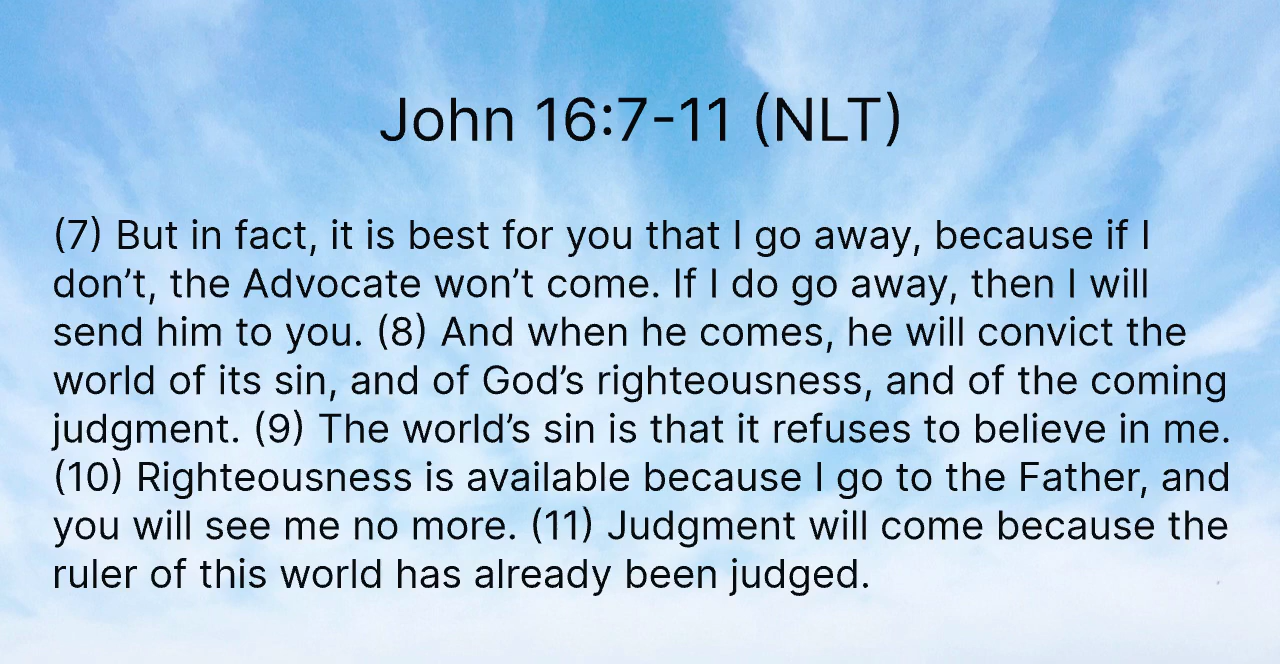 John 16:7-11 (NLT)
(7) But in fact, it is best for you that I go away, because if I
don’t, the Advocate won’t come. If I do go away, then I will
send him to you. (8) And when he comes, he will convict the
world of its sin, and of God’s righteousness, and of the coming
judgment. (9) The world’s sin is that it refuses to believe in me.
(10) Righteousness is available because I go to the Father, and
you will see me no more. (11) Judgment will come because the
ruler of this world has already been judged.